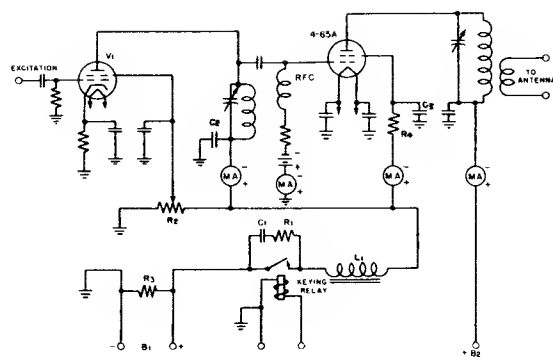 V1
4-65A
EXCITATION
RFC
TO
ANTENNA
C2
C3
R4
MA
-
+
-
+
MA
-
+
MA
-
+
MA
-
+
R2
C1
R1
L1
R3
KEYING
RELAY
- B1 +
+ B2